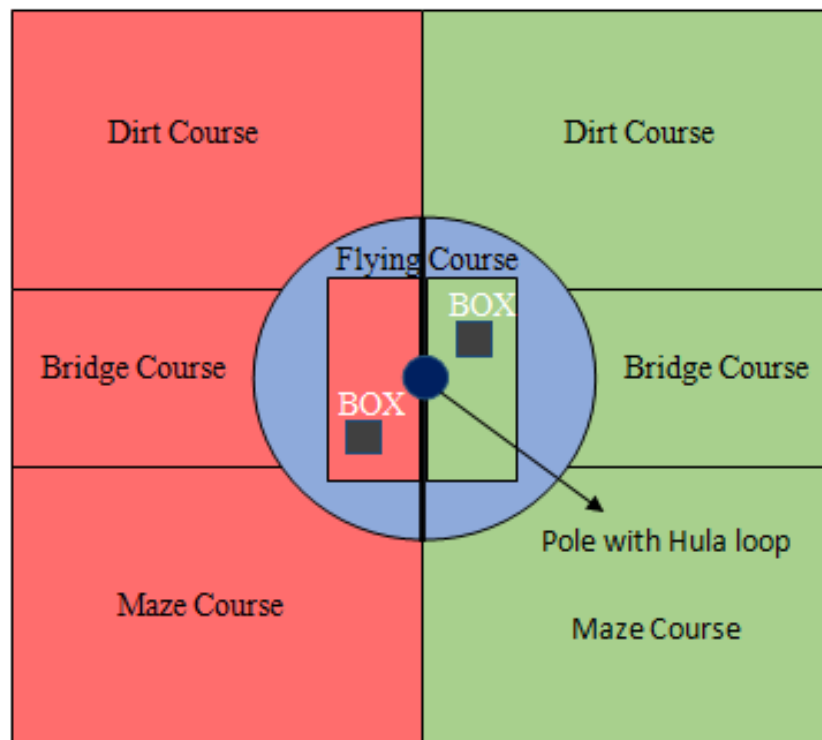 Dirt Course
Dirt Course
Flying Course
BOX
Bridge Course
Bridge Course
BOX
Pole with Hula loop
Maze Course
Maze Course